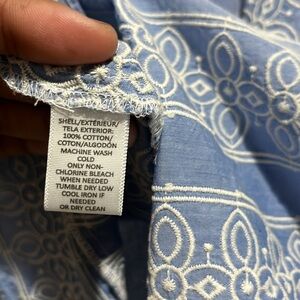 SHELL/EXTÉRIEUR/
TELA EXTERIOR:
100% COTTON/
COTON/ALGODÓN
MACHINE WASH
COLD
ONLY NON-
CHLORINE BLEACH
WHEN NEEDED
TUMBLE DRY LOW
COOL IRON IF
NEEDED
OR DRY CLEAN